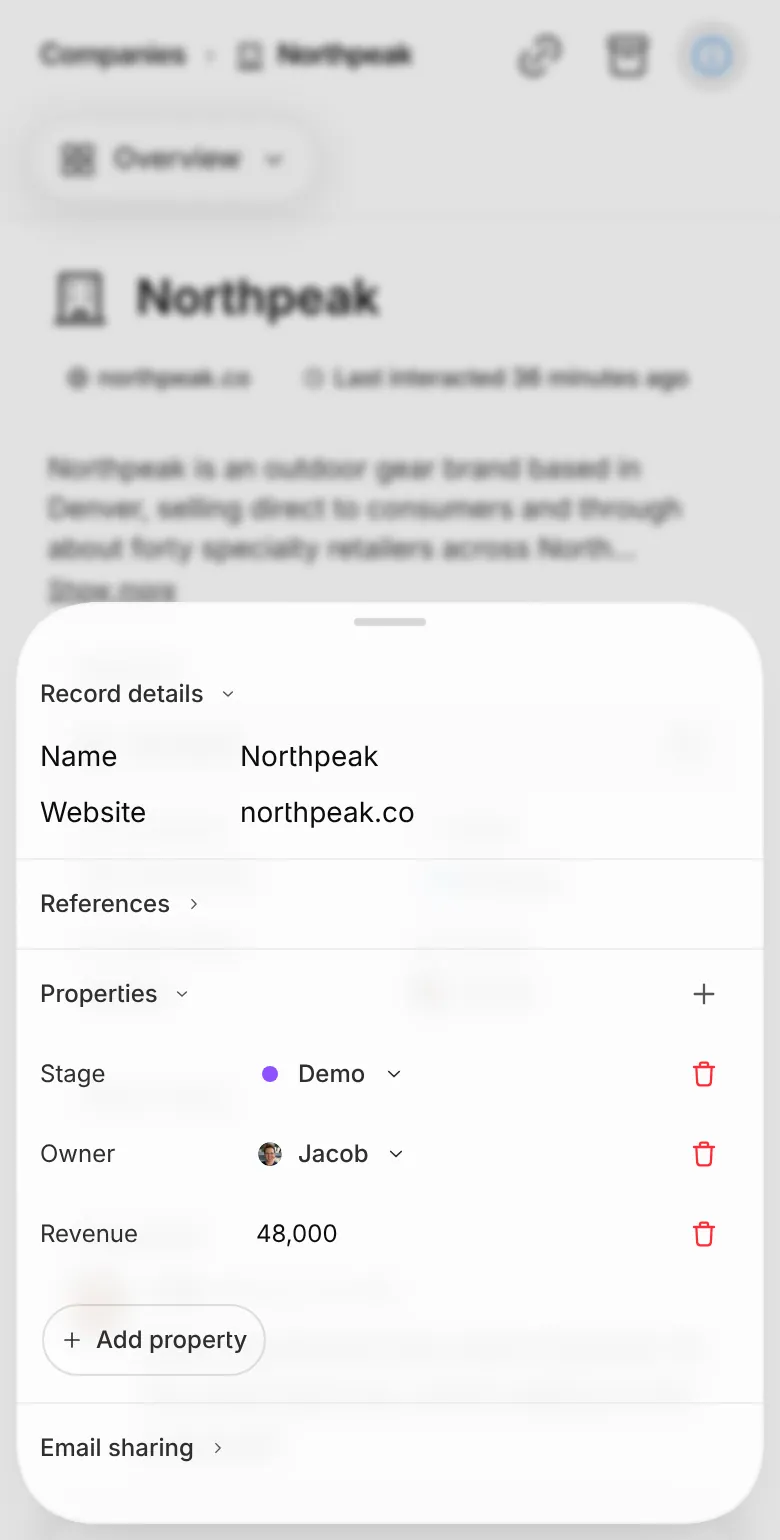 Companies › Northpeak
Overview
Northpeak
northpeak.co Last interacted 36 minutes ago
Northpeak is an outdoor gear brand based in
Denver, selling direct to consumers and through
about forty specialty retailers across North...
Show more
Record details
Name Northpeak
Website northpeak.co
References
Properties
Stage Demo
Owner Jacob
Revenue 48,000
+ Add property
Email sharing